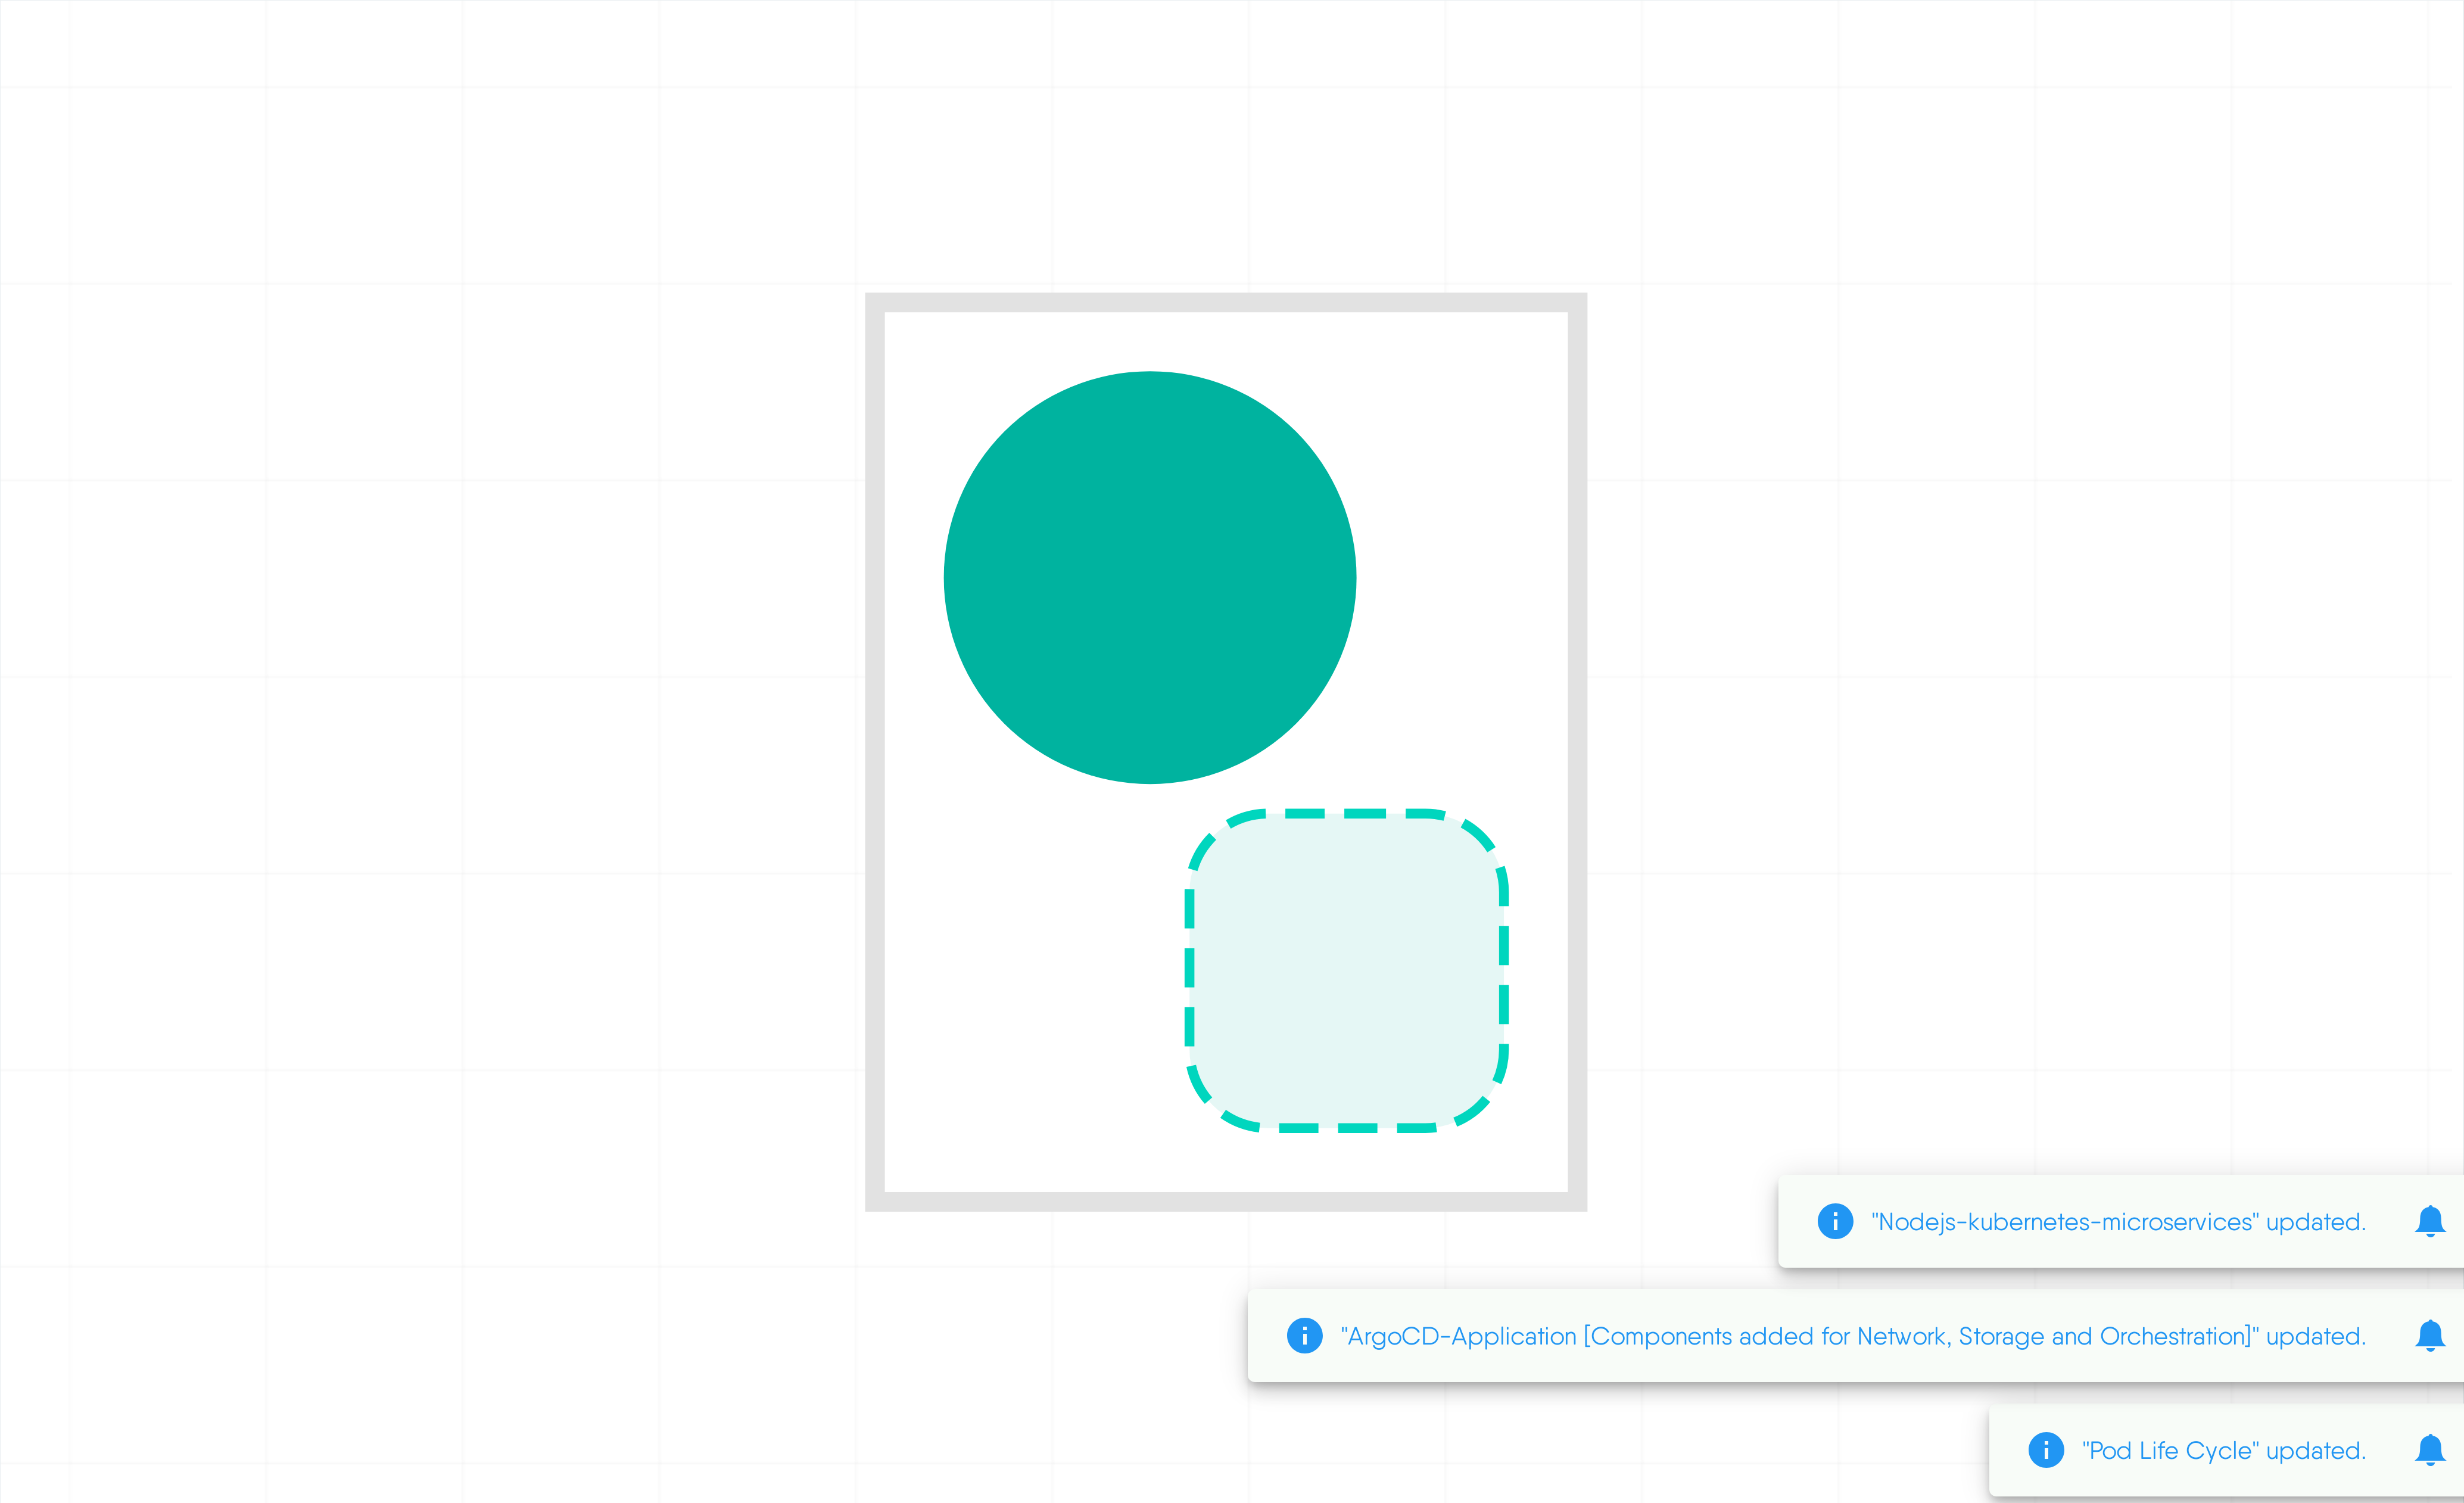 "Nodejs-kubernetes-microservices" updated.
"ArgoCD-Application [Components added for Network, Storage and Orchestration]" updated.
"Pod Life Cycle" updated.